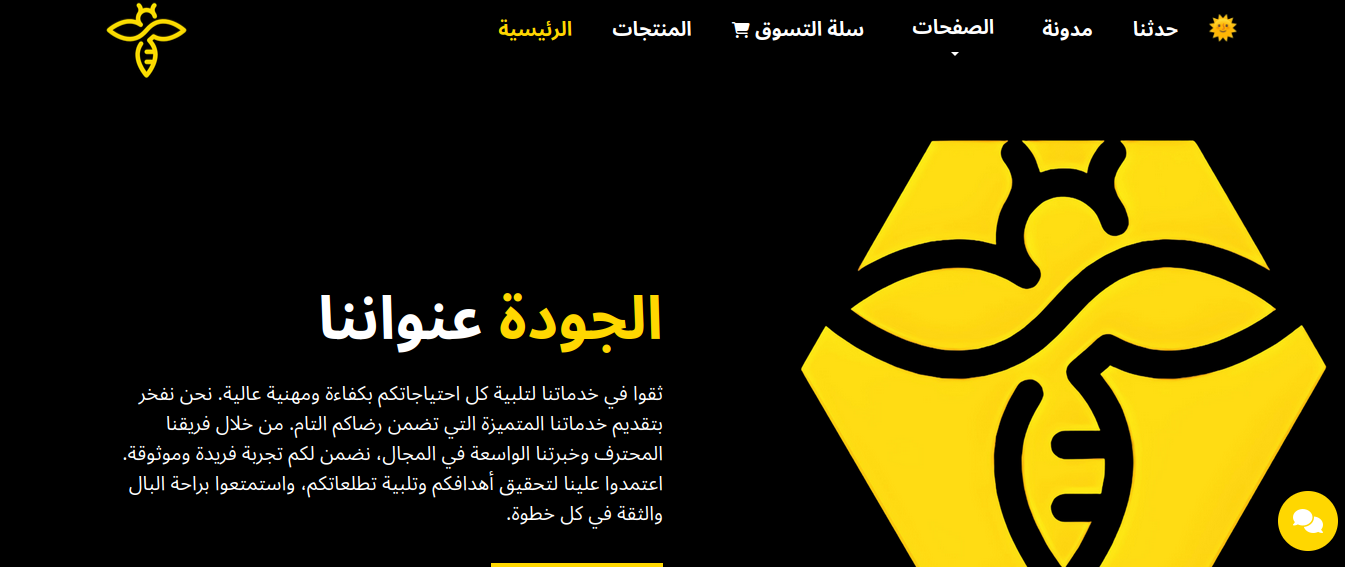 حدثنا
مدونة
الصفحات
سلة التسوق
المنتجات
الرئيسية
الجودة عنواننا
ثقوا في خدماتنا لتلبية كل احتياجاتكم بكفاءة ومهنية عالية. نحن نفخر
بتقديم خدماتنا المتميزة التي تضمن رضاكم التام. من خلال فريقنا
المحترف وخبرتنا الواسعة في المجال، نضمن لكم تجربة فريدة وموثوقة.
اعتمدوا علينا لتحقيق أهدافكم وتلبية تطلعاتكم، واستمتعوا براحة البال
والثقة في كل خطوة.